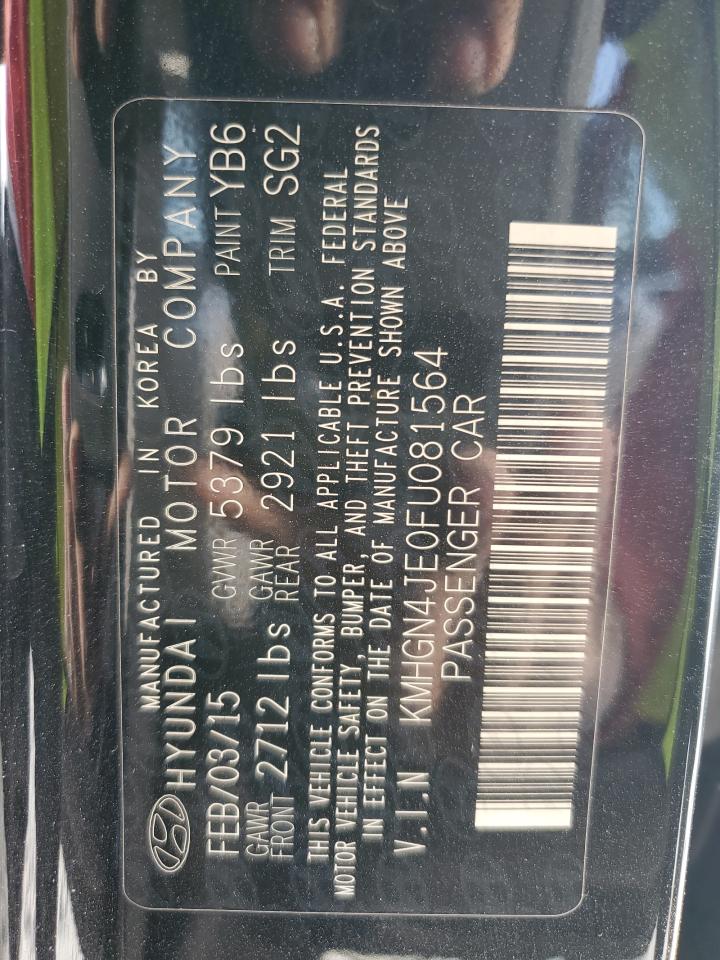 MANUFACTURED IN KOREA BY
HYUNDAI MOTOR COMPANY
FEB/03/15 GVWR 5379 lbs PAINT YB6
GAWR FRONT 2712 lbs GAWR REAR 2921 lbs TRIM SG2
THIS VEHICLE CONFORMS TO ALL APPLICABLE U.S.A. FEDERAL
MOTOR VEHICLE SAFETY, BUMPER, AND THEFT PREVENTION STANDARDS
IN EFFECT ON THE DATE OF MANUFACTURE SHOWN ABOVE
V.I.N KMHGN4JE0FU081564
PASSENGER CAR